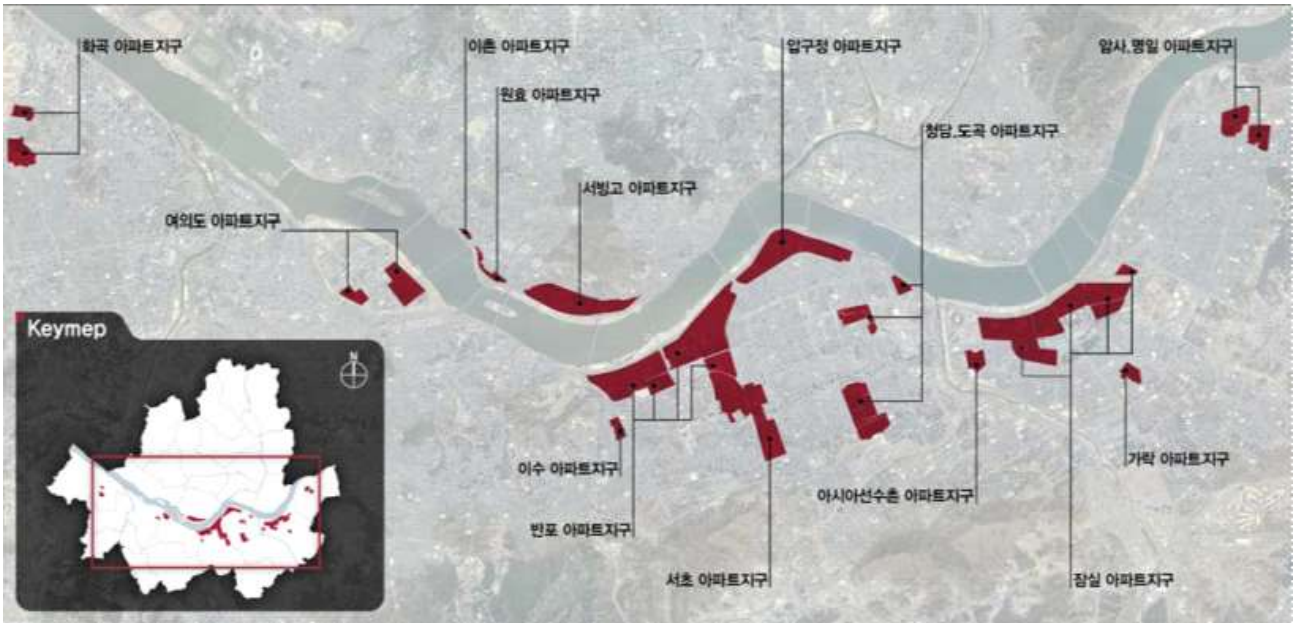 화곡 아파트지구
이촌 아파트지구
압구정 아파트지구
암사.명일 아파트지구
원효 아파트지구
청담.도곡 아파트지구
서빙고 아파트지구
여의도 아파트지구
Keymep
N
이수 아파트지구
가락 아파트지구
아시아선수촌 아파트지구
반포 아파트지구
서초 아파트지구
잠실 아파트지구